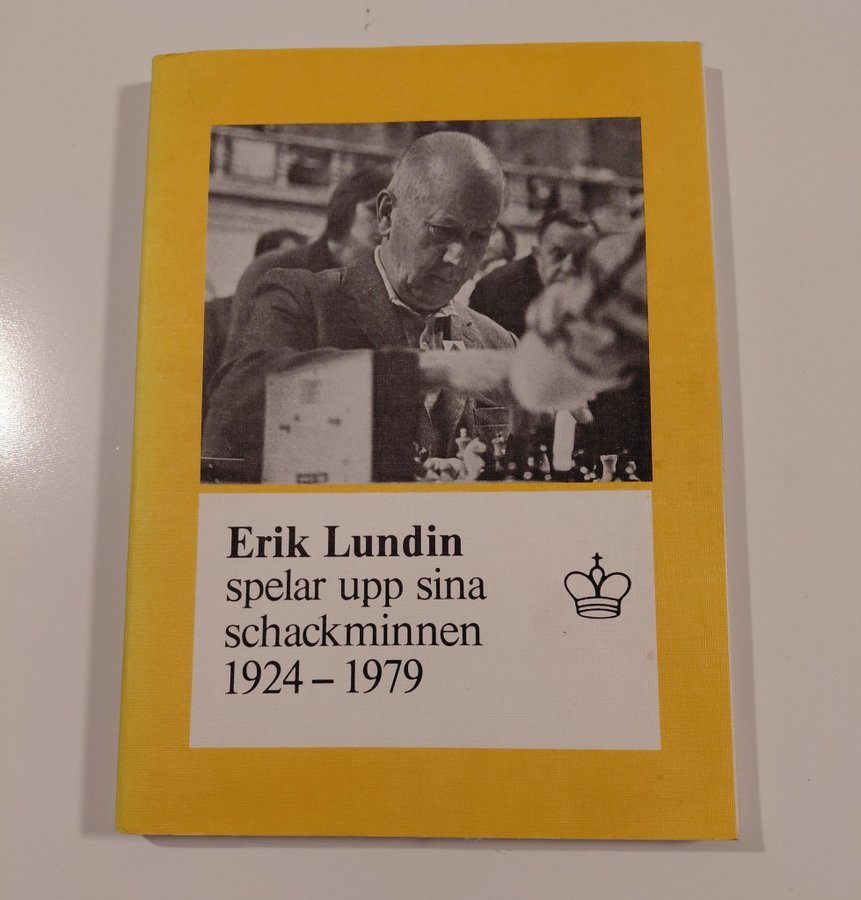 Erik Lundin
spelar upp sina
schackminnen
1924 – 1979